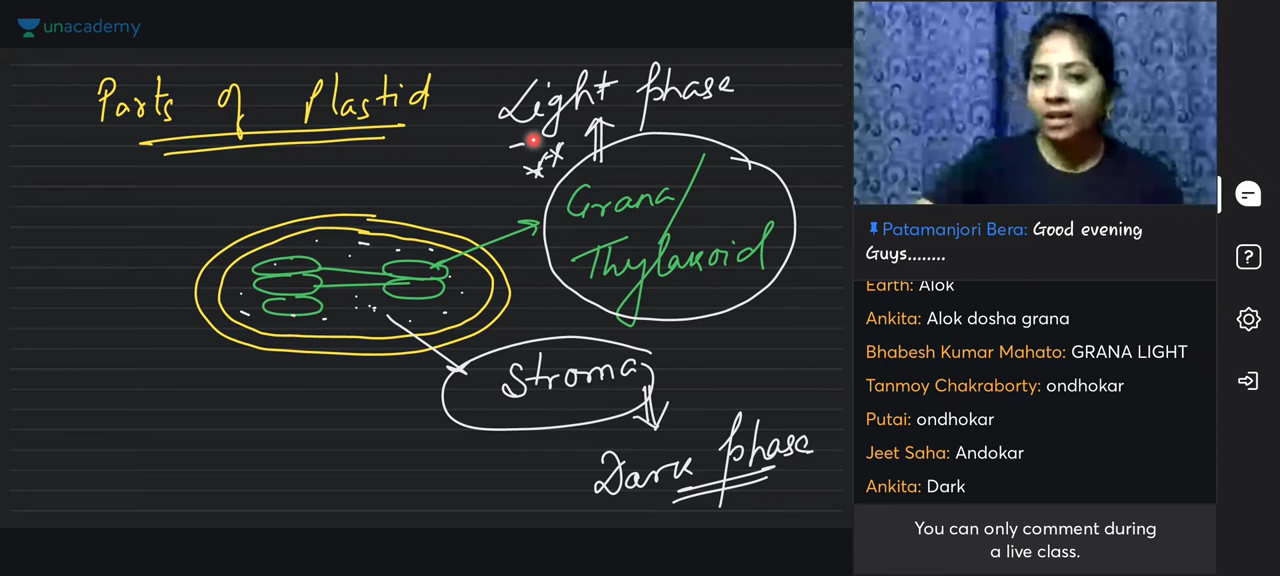 unacademy
Parts of Plastid
Light phase
Grana/
Thylakoid
Stroma
Dark phase
Patamanjori Bera: Good evening
Guys........
Earth: Alok
Ankita: Alok dosha grana
Bhabesh Kumar Mahato: GRANA LIGHT
Tanmoy Chakraborty: ondhokar
Putai: ondhokar
Jeet Saha: Andokar
Ankita: Dark
You can only comment during
a live class.
?